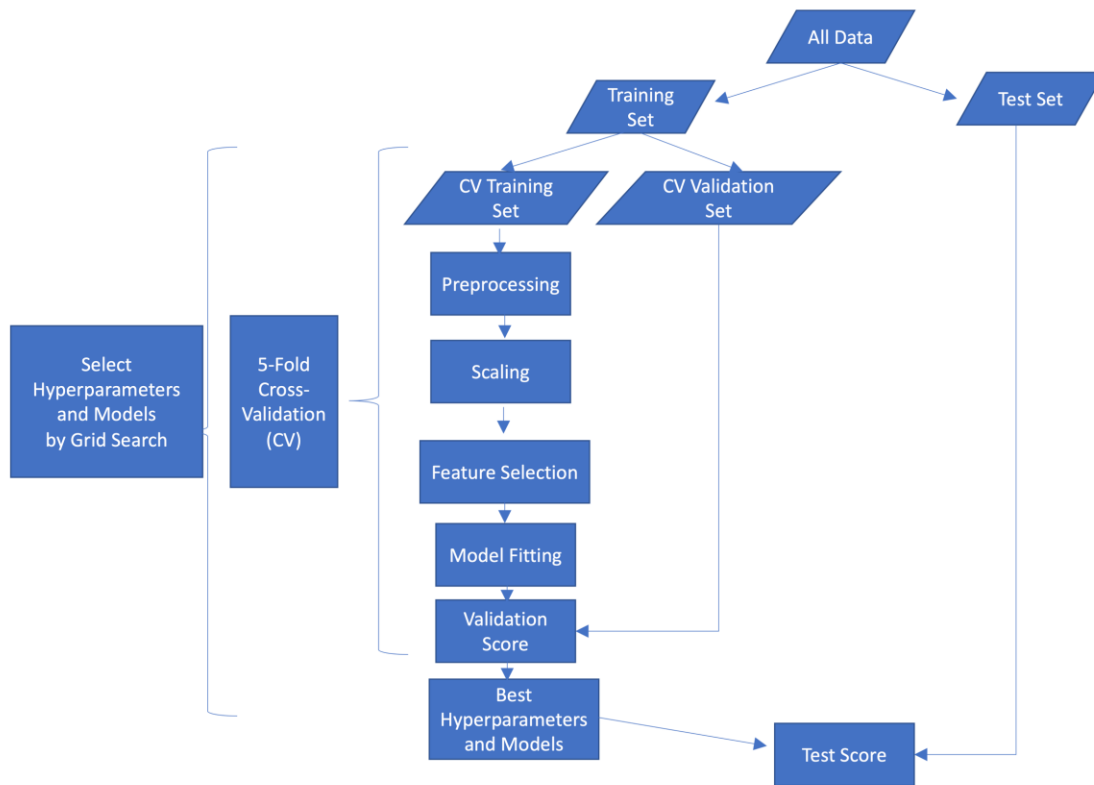 All Data
Training
Set
Test Set
CV Training
Set
CV Validation
Set
Preprocessing
Scaling
Select
Hyperparameters
and Models
by Grid Search
5-Fold
Cross-
Validation
(CV)
Feature Selection
Model Fitting
Validation
Score
Best
Hyperparameters
and Models
Test Score